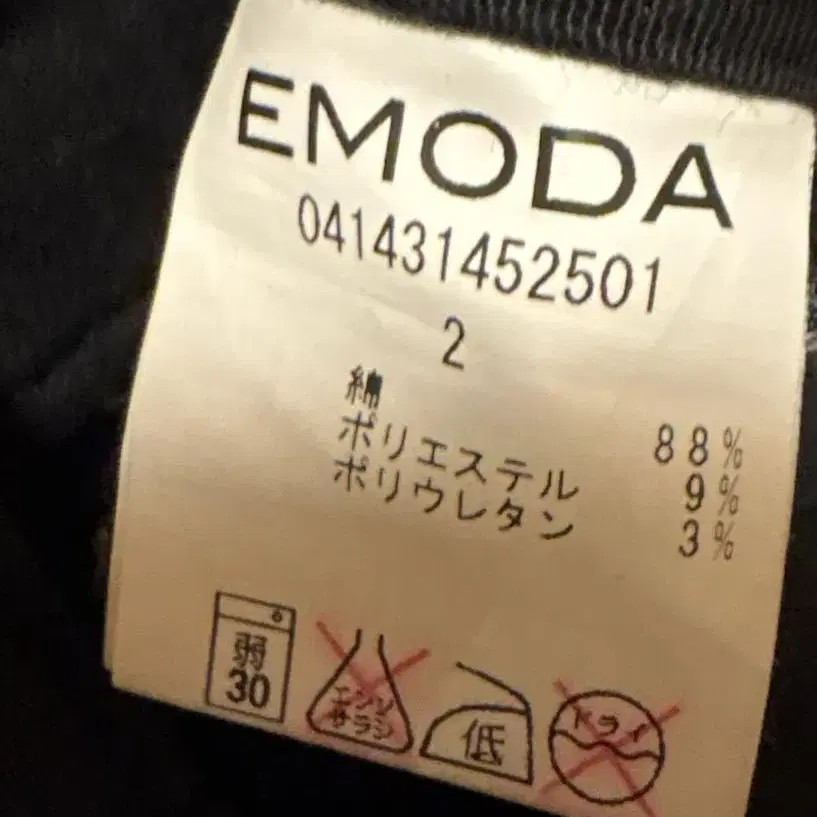 EMODA
041431452501
2
綿 88%
ポリエステル 9%
ポリウレタン 3%
弱
30
エンソ
サラシ
低
ドライ